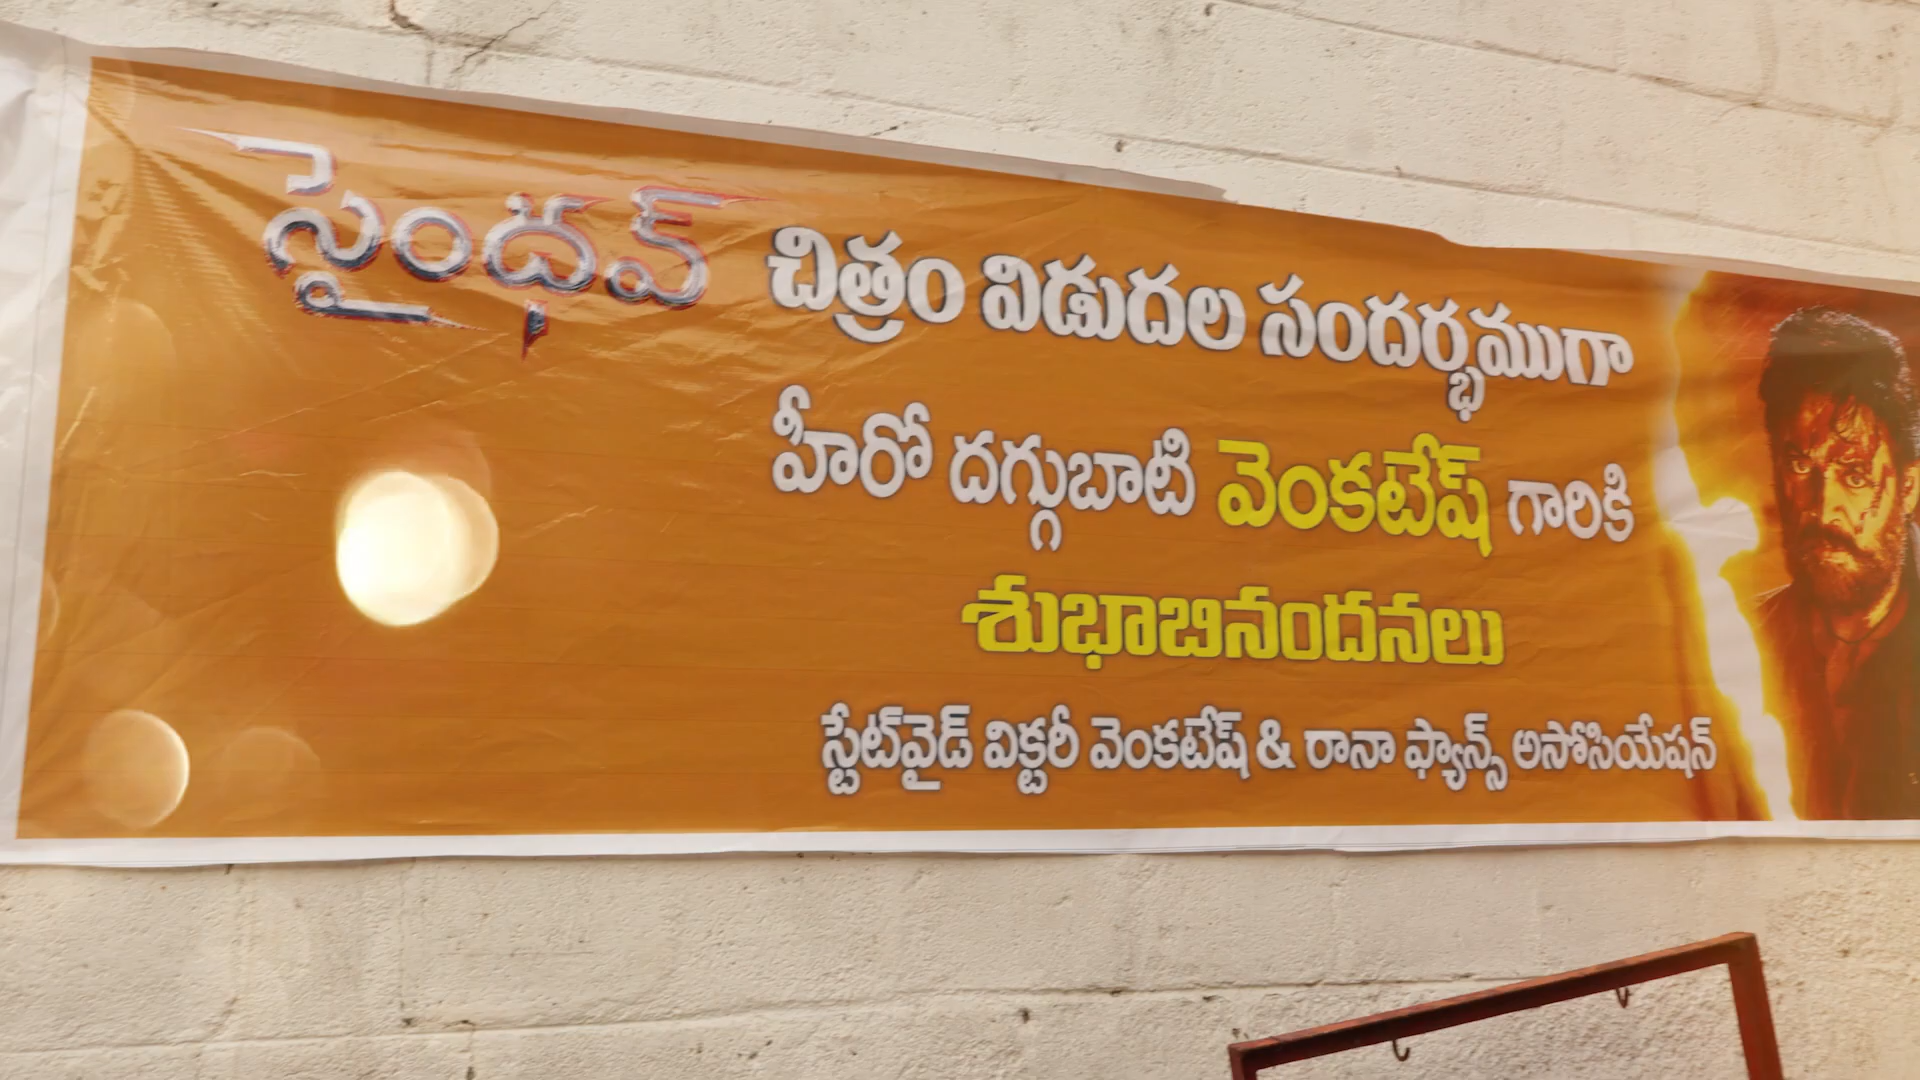 సైంధవ్ చిత్రం విడుదల సందర్భముగా
హీరో దగ్గుబాటి వెంకటేష్ గారికి
శుభాబినందనలు
స్టేట్‌వైడ్ విక్టరీ వెంకటేష్ & రానా ఫ్యాన్స్ అసోసియేషన్